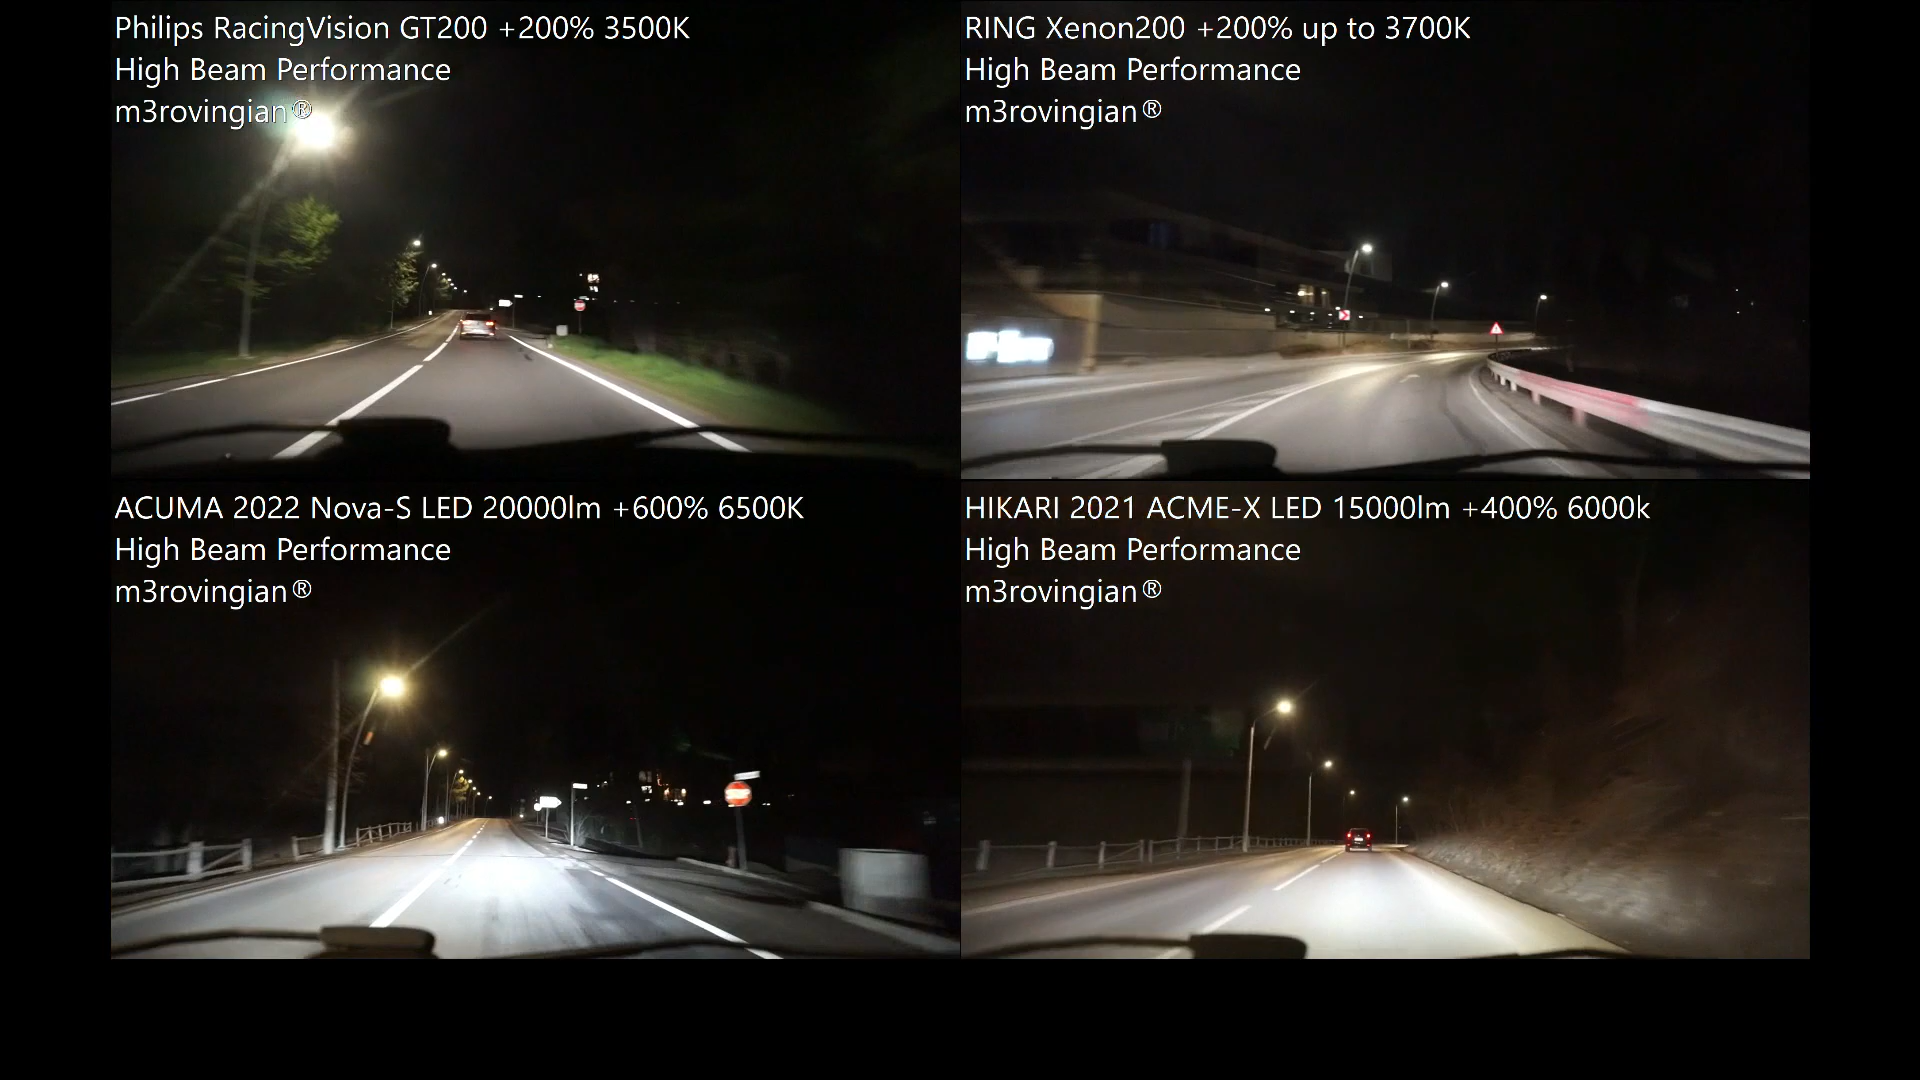 Philips RacingVision GT200 +200% 3500K
High Beam Performance
m3rovingian®
RING Xenon200 +200% up to 3700K
High Beam Performance
m3rovingian®
ACUMA 2022 Nova-S LED 20000lm +600% 6500K
High Beam Performance
m3rovingian®
HIKARI 2021 ACME-X LED 15000lm +400% 6000k
High Beam Performance
m3rovingian®